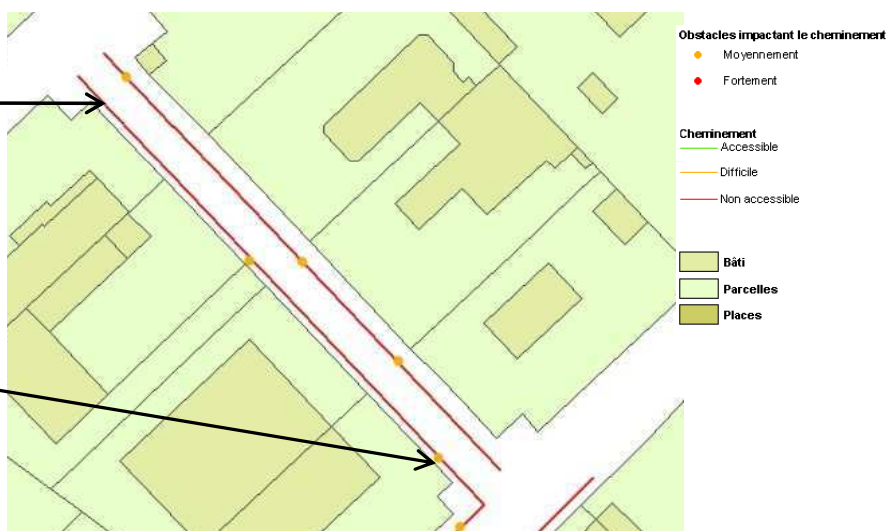 Obstacles impactant le cheminement
Moyennement
Fortement
Cheminement
Accessible
Difficile
Non accessible
Bâti
Parcelles
Places